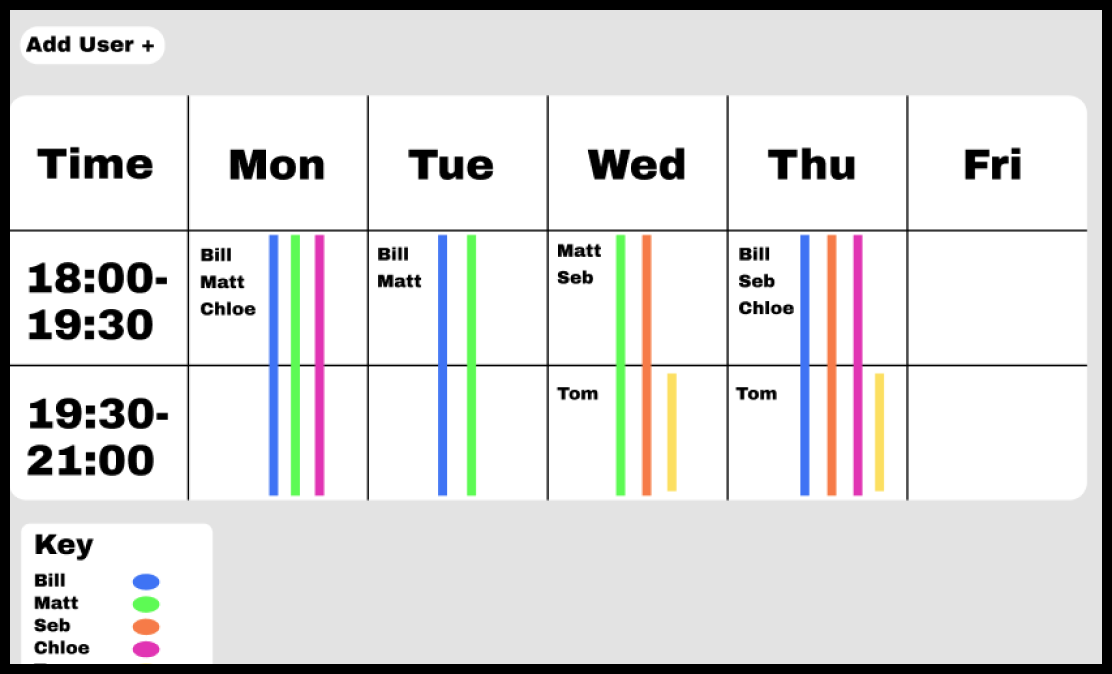 Add User +
Time Mon Tue Wed Thu Fri
18:00-
19:30
Bill
Matt
Chloe
Bill
Matt
Matt
Seb
Bill
Seb
Chloe
19:30-
21:00
Tom
Tom
Key
Bill
Matt
Seb
Chloe